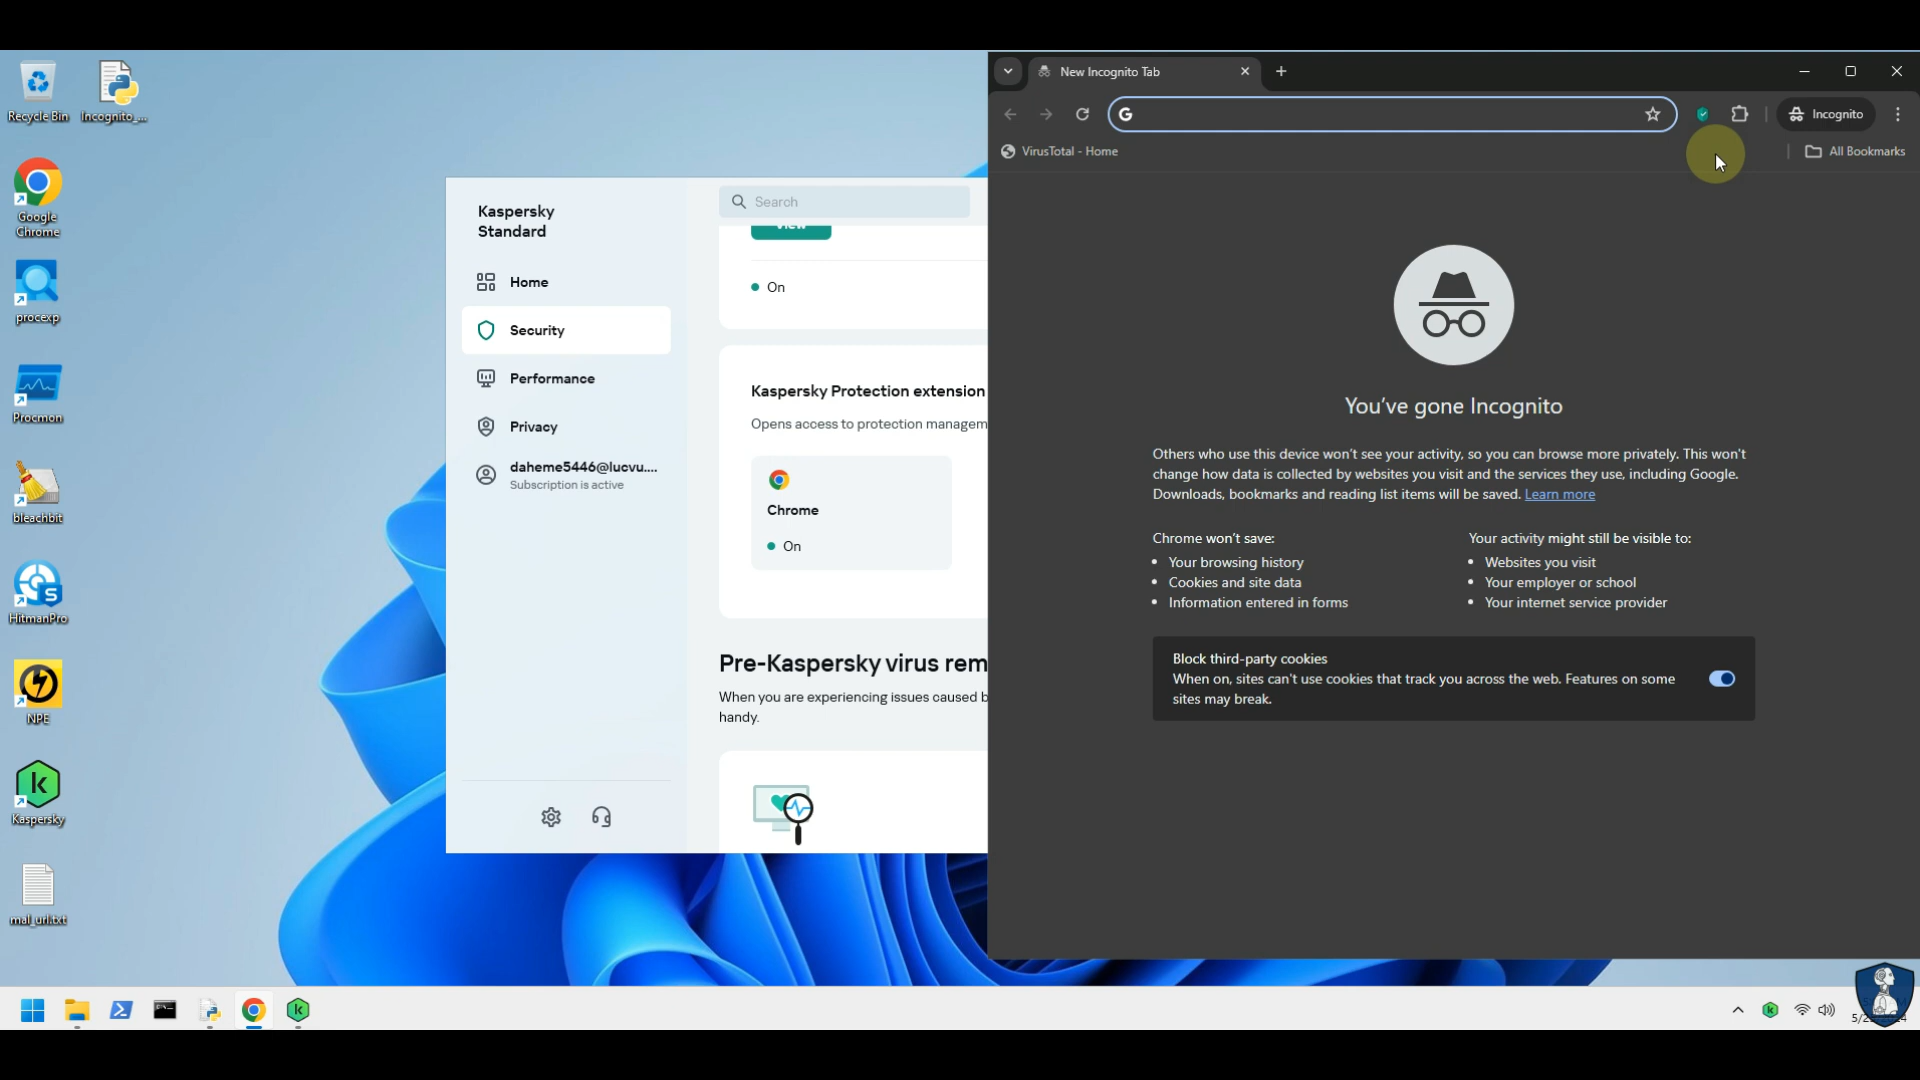 Recycle Bin
Incognito_...
Google
Chrome
procexp
Procmon
bleachbit
HitmanPro
NPE
Kaspersky
mal_url.txt
Kaspersky
Standard
Home
Security
Performance
Privacy
daheme5446@lucvu....
Subscription is active
Search
View
On
Kaspersky Protection extension
Opens access to protection managem
Chrome
On
Pre-Kaspersky virus rem
When you are experiencing issues caused b
handy.
New Incognito Tab
Incognito
VirusTotal - Home
All Bookmarks
You've gone Incognito
Others who use this device won't see your activity, so you can browse more privately. This won't
change how data is collected by websites you visit and the services they use, including Google.
Downloads, bookmarks and reading list items will be saved. Learn more
Chrome won't save:
• Your browsing history
• Cookies and site data
• Information entered in forms
Your activity might still be visible to:
• Websites you visit
• Your employer or school
• Your internet service provider
Block third-party cookies
When on, sites can't use cookies that track you across the web. Features on some
sites may break.